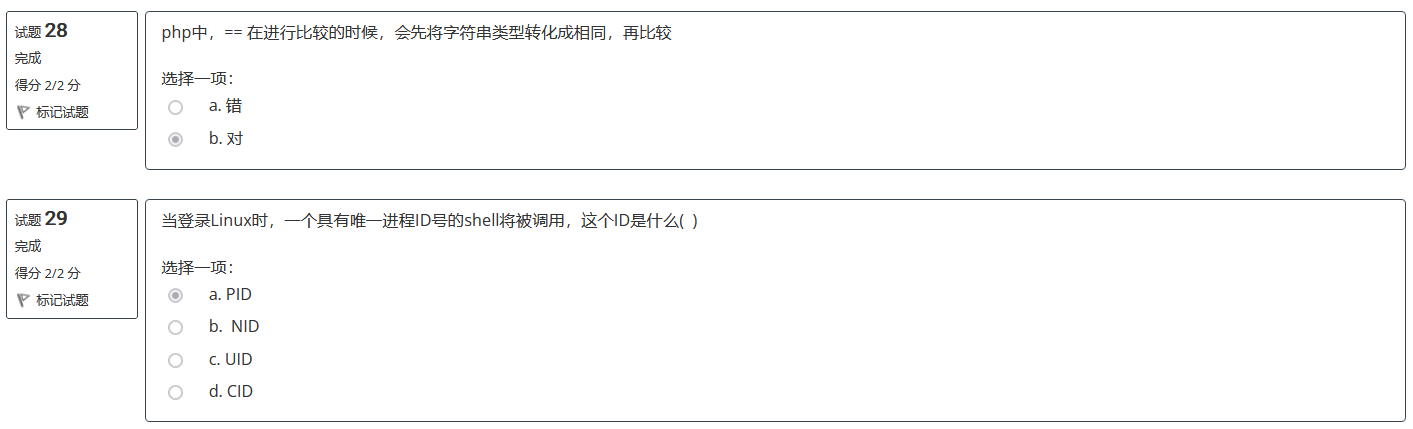 试题 28
完成
得分 2/2 分
标记试题
php中，== 在进行比较的时候，会先将字符串类型转化成相同，再比较
选择一项：
a. 错
b. 对
试题 29
完成
得分 2/2 分
标记试题
当登录Linux时，一个具有唯一进程ID号的shell将被调用，这个ID是什么( )
选择一项：
a. PID
b. NID
c. UID
d. CID